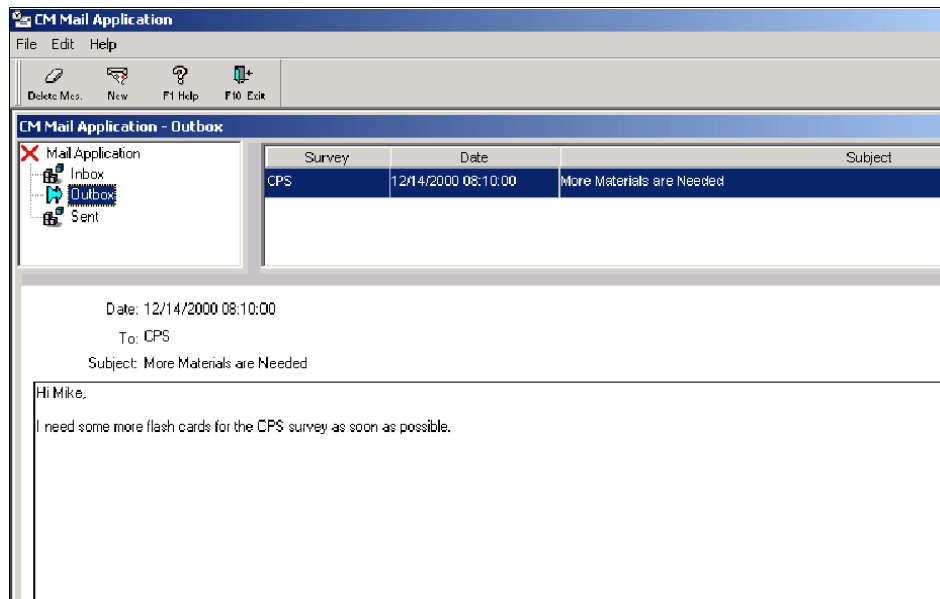 CM Mail Application
File Edit Help
Delete Mes. New F1 Help F10 Exit
CM Mail Application - Outbox
Mail Application
Inbox
Outbox
Sent
Survey Date Subject
CPS 12/14/2000 08:10:00 More Materials are Needed
Date: 12/14/2000 08:10:00
To: CPS
Subject: More Materials are Needed
Hi Mike,
I need some more flash cards for the CPS survey as soon as possible.